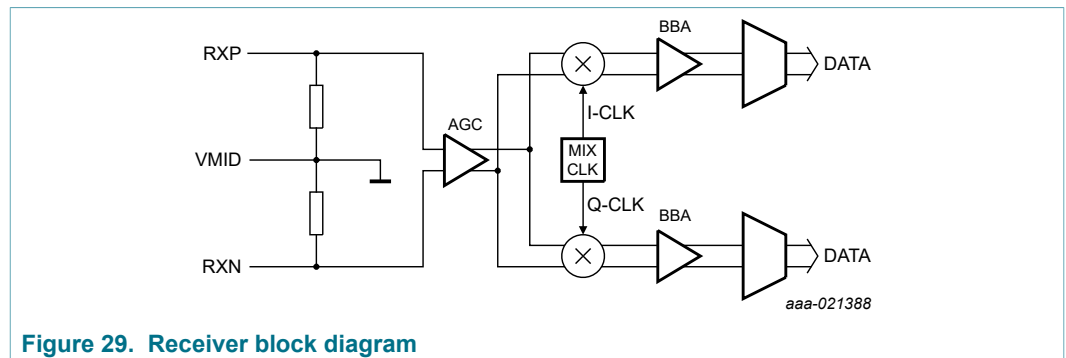 BBA
RXP
DATA
I-CLK
AGC
MIX
CLK
VMID
Q-CLK
BBA
RXN
DATA
aaa-021388
Figure 29. Receiver block diagram